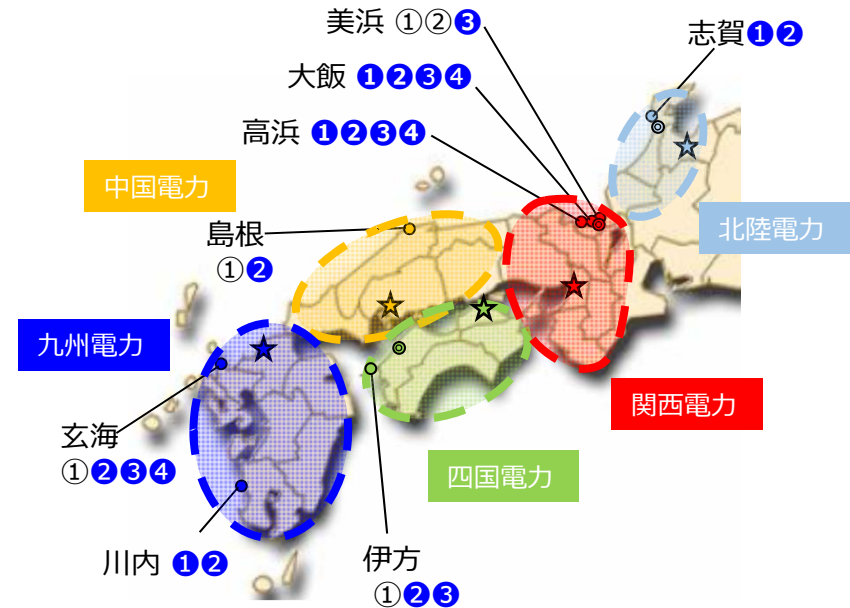 美浜 ①②❸
志賀❶❷
大飯 ❶❷❸❹
高浜 ❶❷❸❹
中国電力
北陸電力
島根
①❷
九州電力
関西電力
玄海
①❷❸❹
四国電力
川内 ❶❷
伊方
①❷❸